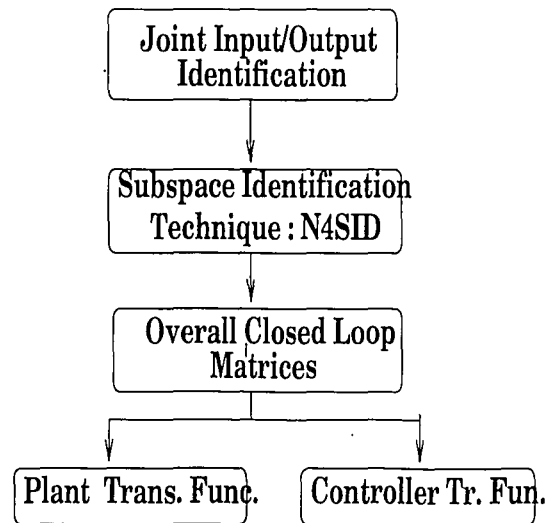 Joint Input/Output
Identification
Subspace Identification
Technique : N4SID
Overall Closed Loop
Matrices
Plant Trans. Func.
Controller Tr. Fun.